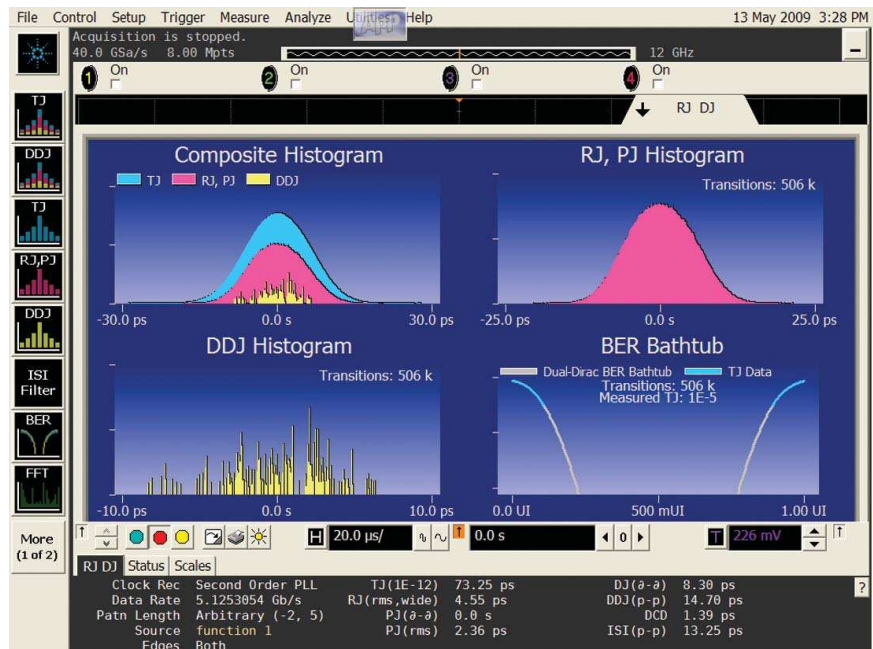 File Control Setup Trigger Measure Analyze Utilities Help 13 May 2009 3:28 PM
Acquisition is stopped.
40.0 GSa/s 8.00 Mpts 12 GHz
1 On 2 On 3 On 4 On
RJ DJ
TJ
DDJ
TJ
RJ,PJ
DDJ
ISI
Filter
BER
FFT
More
(1 of 2)
Composite Histogram
TJ RJ, PJ DDJ
-30.0 ps 0.0 s 30.0 ps
RJ, PJ Histogram
Transitions: 506 k
-25.0 ps 0.0 s 25.0 ps
DDJ Histogram
Transitions: 506 k
-10.0 ps 0.0 s 10.0 ps
BER Bathtub
Dual-Dirac BER Bathtub TJ Data
Transitions: 506 k
Measured TJ: 1E-5
0.0 UI 500 mUI 1.00 UI
H 20.0 µs/ 0.0 s 0 T 226 mV
RJ DJ Status Scales
?
Clock Rec Second Order PLL TJ(1E-12) 73.25 ps DJ(∂-∂) 8.30 ps
Data Rate 5.1253054 Gb/s RJ(rms,wide) 4.55 ps DDJ(p-p) 14.70 ps
Patn Length Arbitrary (-2, 5) PJ(∂-∂) 0.0 s DCD 1.39 ps
Source function 1 PJ(rms) 2.36 ps ISI(p-p) 13.25 ps
Edges Both